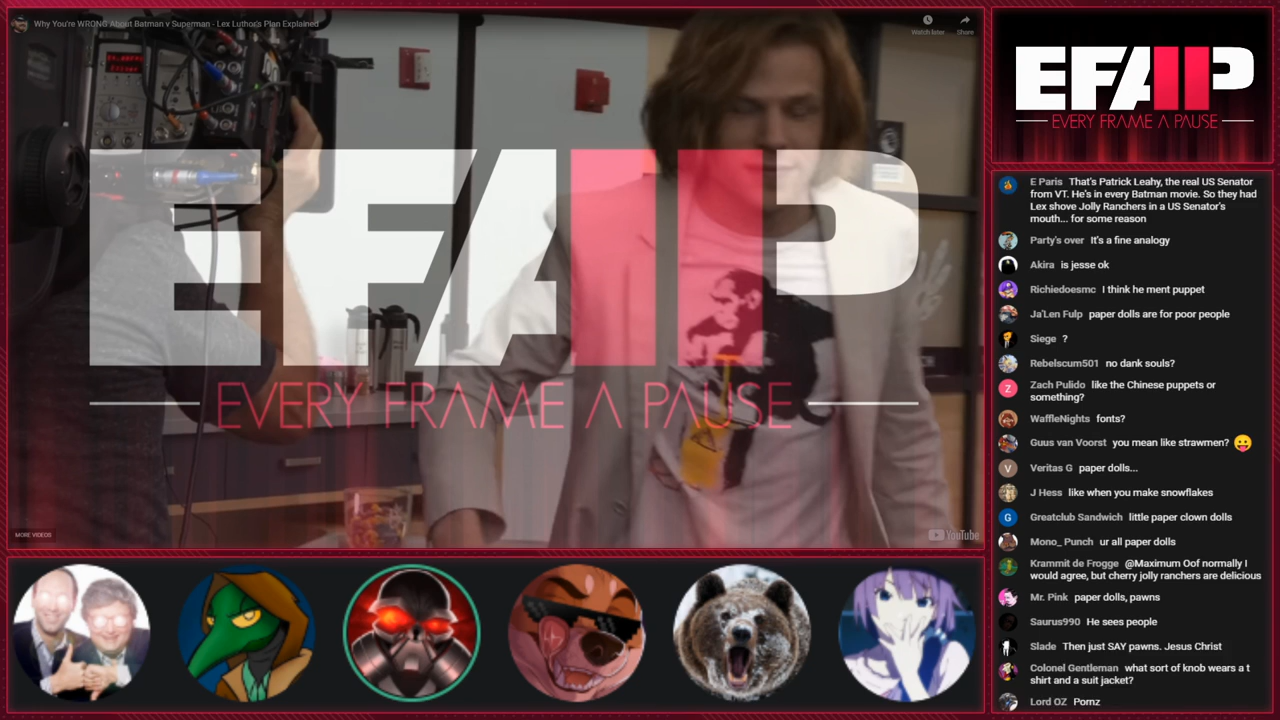 Why You're WRONG About Batman v Superman - Lex Luthor's Plan Explained
Watch later
Share
EFAP
EVERY FRAME A PAUSE
MORE VIDEOS
YouTube
EFAP
EVERY FRAME A PAUSE
E Paris That's Patrick Leahy, the real US Senator
from VT. He's in every Batman movie. So they had
Lex shove Jolly Ranchers in a US Senator's
mouth... for some reason
Party's over It's a fine analogy
Akira is jesse ok
Richiedoesmc I think he ment puppet
Ja'Len Fulp paper dolls are for poor people
Siege ?
Rebelscum501 no dank souls?
Z
Zach Pulido like the Chinese puppets or
something?
WaffleNights fonts?
Guus van Voorst you mean like strawmen? 😛
V
Veritas G paper dolls...
J Hess like when you make snowflakes
G
Greatclub Sandwich little paper clown dolls
Mono_ Punch ur all paper dolls
Krammit de Frogge @Maximum Oof normally I
would agree, but cherry jolly ranchers are delicious
Mr. Pink paper dolls, pawns
Saurus990 He sees people
Slade Then just SAY pawns. Jesus Christ
Colonel Gentleman what sort of knob wears a t
shirt and a suit jacket?
Lord OZ Pornz